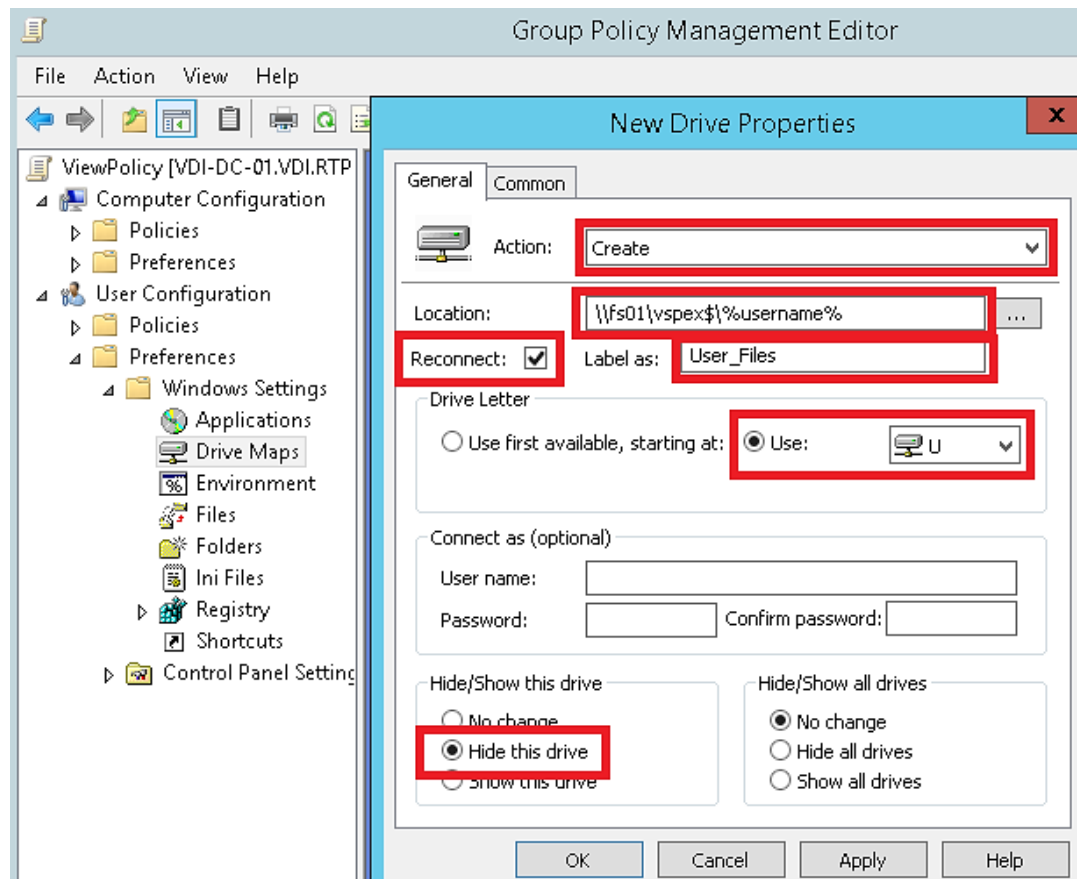 Group Policy Management Editor
File Action View Help
ViewPolicy [VDI-DC-01.VDI.RTP
Computer Configuration
Policies
Preferences
User Configuration
Policies
Preferences
Windows Settings
Applications
Drive Maps
Environment
Files
Folders
Ini Files
Registry
Shortcuts
Control Panel Setting
New Drive Properties
x
General Common
Action: Create
Location: \\fs01\vspex$\%username% ...
Reconnect: Label as: User_Files
Drive Letter
Use first available, starting at: Use: U
Connect as (optional)
User name:
Password: Confirm password:
Hide/Show this drive
No change
Hide this drive
Show this drive
Hide/Show all drives
No change
Hide all drives
Show all drives
OK Cancel Apply Help